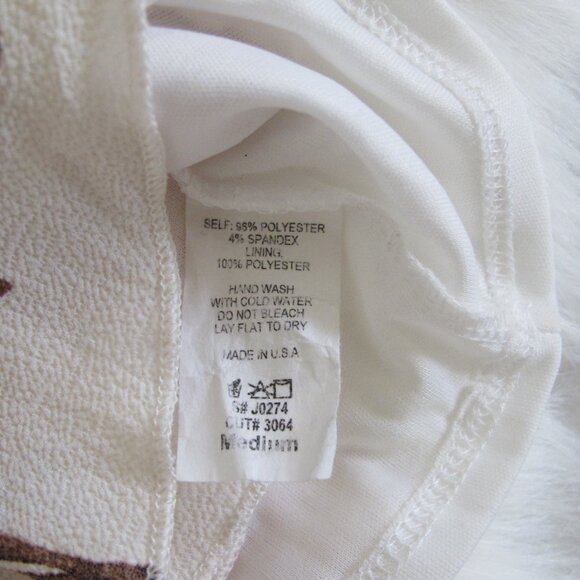 SELF: 96% POLYESTER
4% SPANDEX
LINING:
100% POLYESTER
HAND WASH
WITH COLD WATER
DO NOT BLEACH
LAY FLAT TO DRY
MADE IN U.S.A
S# J0274
CUT# 3064
Medium